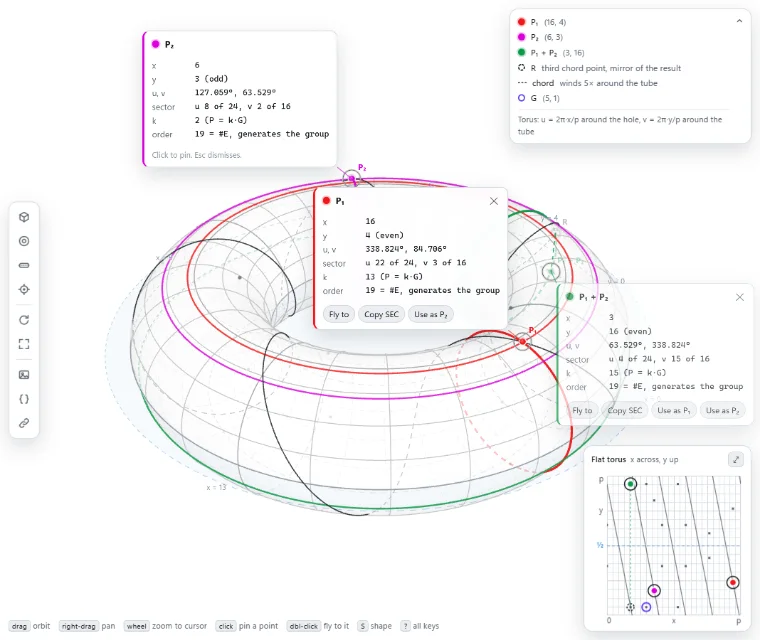 P₂
x 6
y 3 (odd)
u, v 127.059°, 63.529°
sector u 8 of 24, v 2 of 16
k 2 (P = k·G)
order 19 = #E, generates the group
Click to pin. Esc dismisses.
P₁ (16, 4)
P₂ (6, 3)
P₁ + P₂ (3, 16)
R third chord point, mirror of the result
chord winds 5× around the tube
G (5, 1)
Torus: u = 2π·x/p around the hole, v = 2π·y/p around the
tube
P₂
P₁
x 16
y 4 (even)
u, v 338.824°, 84.706°
sector u 22 of 24, v 3 of 16
k 13 (P = k·G)
order 19 = #E, generates the group
Fly to Copy SEC Use as P₂
R
P₁
P₁ + P₂
x 3
y 16 (even)
u, v 63.529°, 338.824°
sector u 4 of 24, v 15 of 16
k 15 (P = k·G)
order 19 = #E, generates the group
Fly to Copy SEC Use as P₁ Use as P₂
x = 13
Flat torus x across, y up
p
y
½
0 x p
drag orbit right-drag pan wheel zoom to cursor click pin a point dbl-click fly to it S shape ? all keys